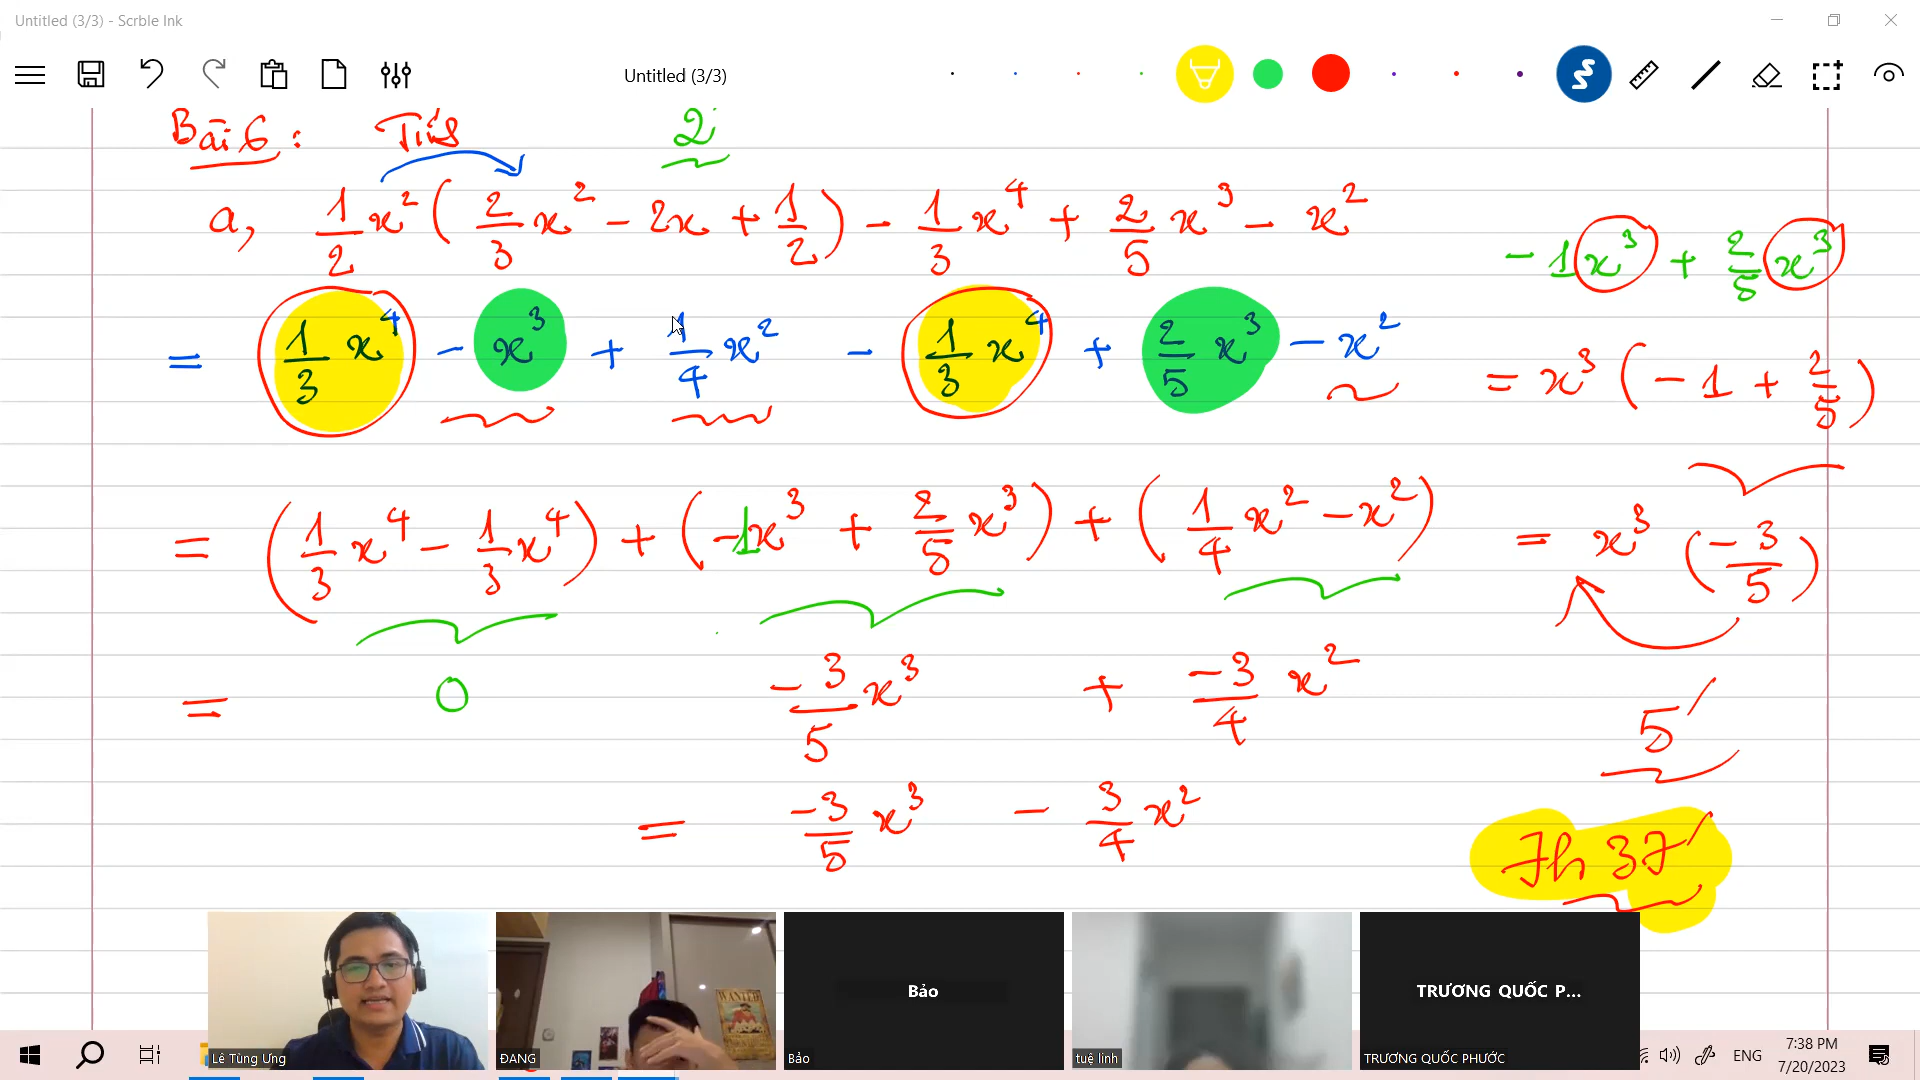 Untitled (3/3) - Scrble Ink
Untitled (3/3)
Bài 6 : Tính 2'
a, 1/2 x² ( 2/3 x² - 2x + 1/2 ) - 1/3 x⁴ + 2/5 x³ - x²
- 1x³ + 2/5 x³
= 1/3 x⁴ - x³ + 1/4 x² - 1/3 x⁴ + 2/5 x³ - x²
= x³ ( -1 + 2/5 )
= ( 1/3 x⁴ - 1/3 x⁴ ) + ( -1x³ + 2/5 x³ ) + ( 1/4 x² - x² )
= x³ ( -3/5 )
= 0 -3/5 x³ + -3/4 x²
5'
= -3/5 x³ - 3/4 x²
7h 37'
WANTED
Bảo
TRƯƠNG QUỐC P...
Lê Tùng Ưng
ĐANG
Bảo
tuệ linh
TRƯƠNG QUỐC PHƯỚC
ENG
7:38 PM
7/20/2023